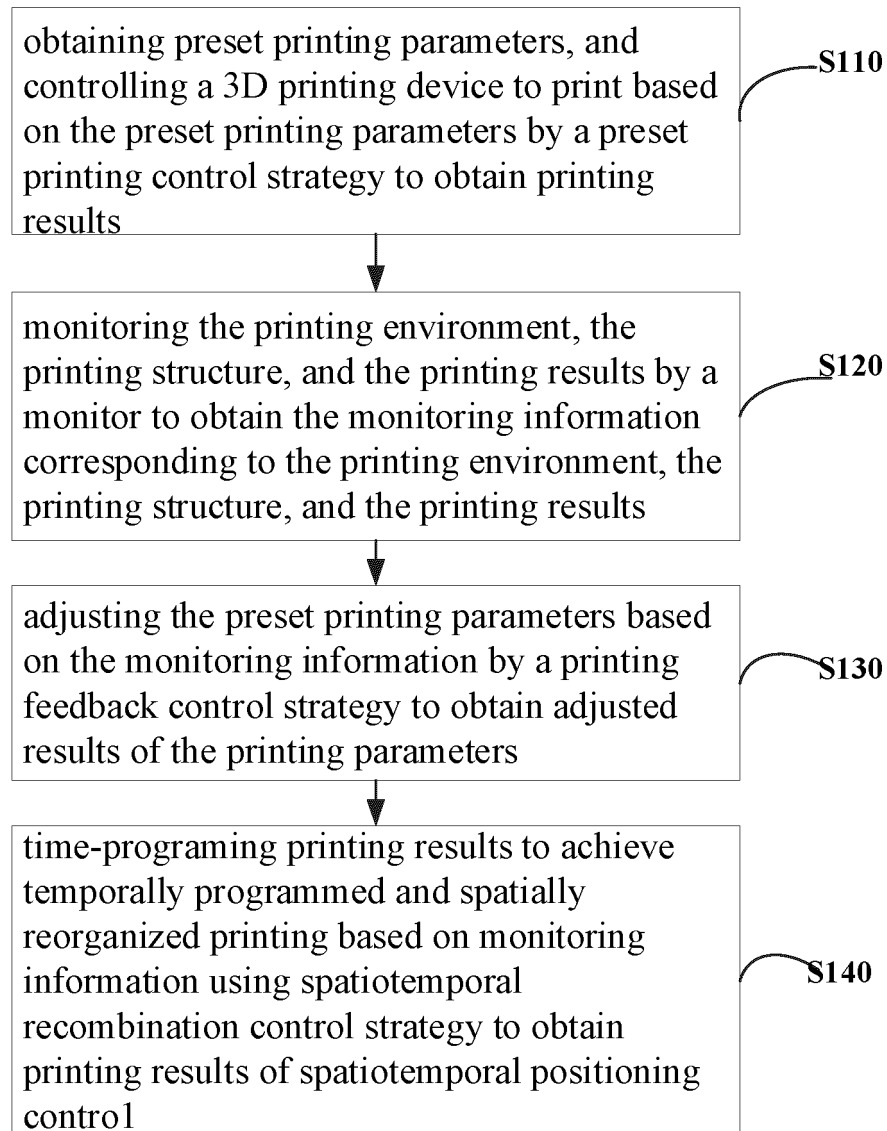 obtaining preset printing parameters, and
controlling a 3D printing device to print based
on the preset printing parameters by a preset
printing control strategy to obtain printing
results
S110
monitoring the printing environment, the
printing structure, and the printing results by a
monitor to obtain the monitoring information
corresponding to the printing environment, the
printing structure, and the printing results
S120
adjusting the preset printing parameters based
on the monitoring information by a printing
feedback control strategy to obtain adjusted
results of the printing parameters
S130
time-programing printing results to achieve
temporally programmed and spatially
reorganized printing based on monitoring
information using spatiotemporal
recombination control strategy to obtain
printing results of spatiotemporal positioning
contro1
S140